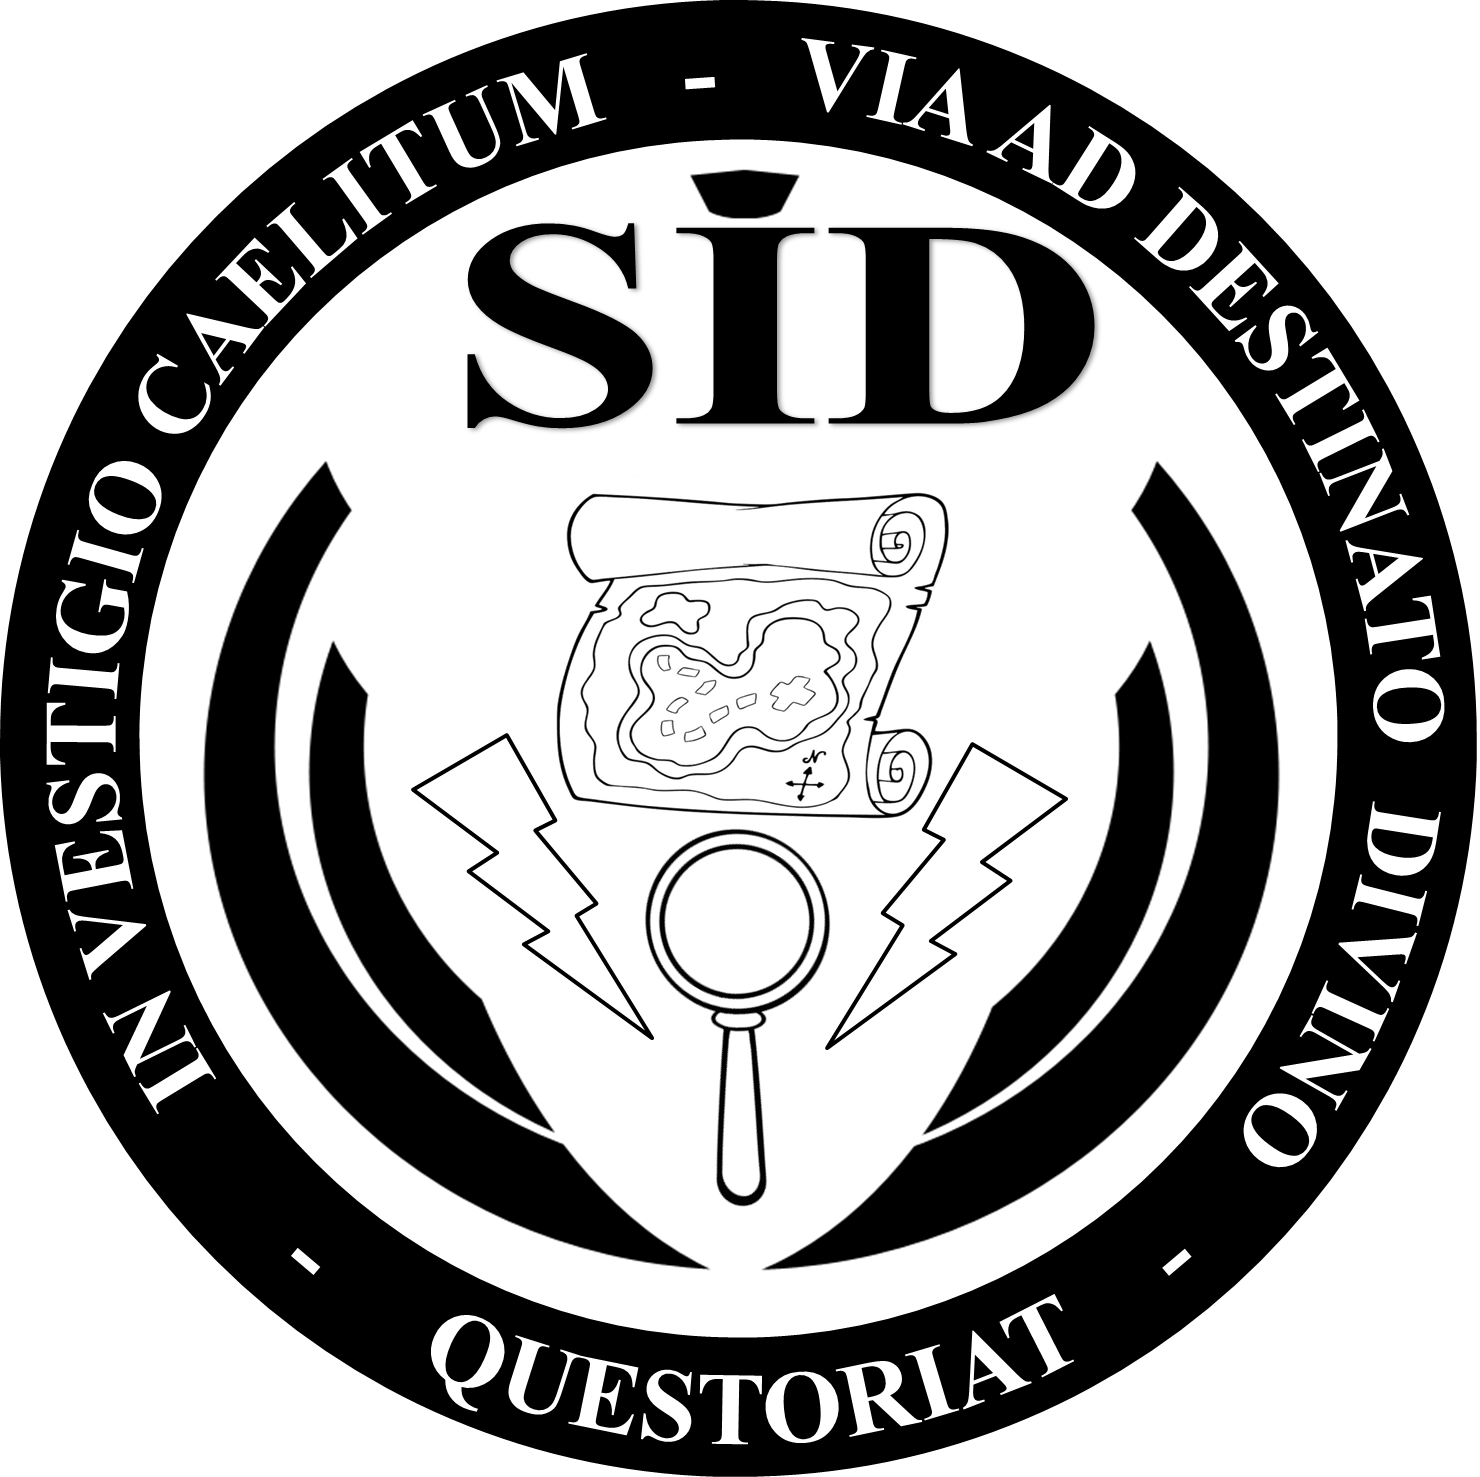 IN VESTIGIO CAELITUM - VIA AD DESTINATO DIVINO
- QUESTORIAT -
SID
N